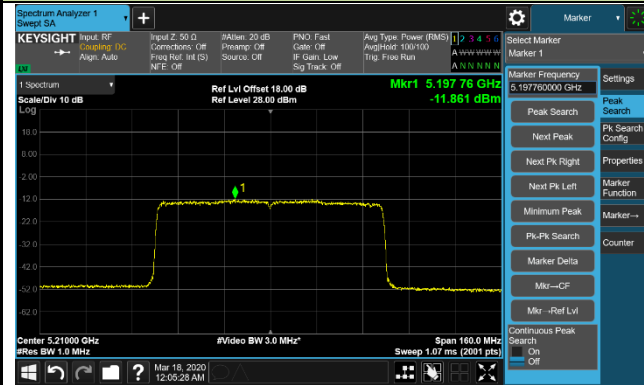 Spectrum Analyzer 1
Swept SA
KEYSIGHT
Input: RF
Coupling: DC
Align: Auto
Input Z: 50 Ω
Corrections: Off
Freq Ref: Int (S)
NFE: Off
#Atten: 20 dB
Preamp: Off
Source: Off
PNO: Fast
Gate: Off
IF Gain: Low
Sig Track: Off
Avg Type: Power (RMS)
Avg|Hold: 100/100
Trig: Free Run
1 2 3 4 5 6
A W W W W W
A N N N N N
1 Spectrum
Scale/Div 10 dB
Log
Ref Lvl Offset 18.00 dB
Ref Level 28.00 dBm
Mkr1 5.197 76 GHz
-11.861 dBm
18.0
8.00
-2.00
-12.0
-22.0
-32.0
-42.0
-52.0
-62.0
1
Center 5.21000 GHz
#Res BW 1.0 MHz
#Video BW 3.0 MHz*
Span 160.0 MHz
Sweep 1.07 ms (2001 pts)
Mar 18, 2020
12:05:28 AM
Marker
Select Marker
Marker 1
Marker Frequency
5.197760000 GHz
Peak Search
Next Peak
Next Pk Right
Next Pk Left
Minimum Peak
Pk-Pk Search
Marker Delta
Mkr→CF
Mkr→Ref Lvl
Continuous Peak
Search
On
Off
Settings
Peak
Search
Pk Search
Config
Properties
Marker
Function
Marker→
Counter